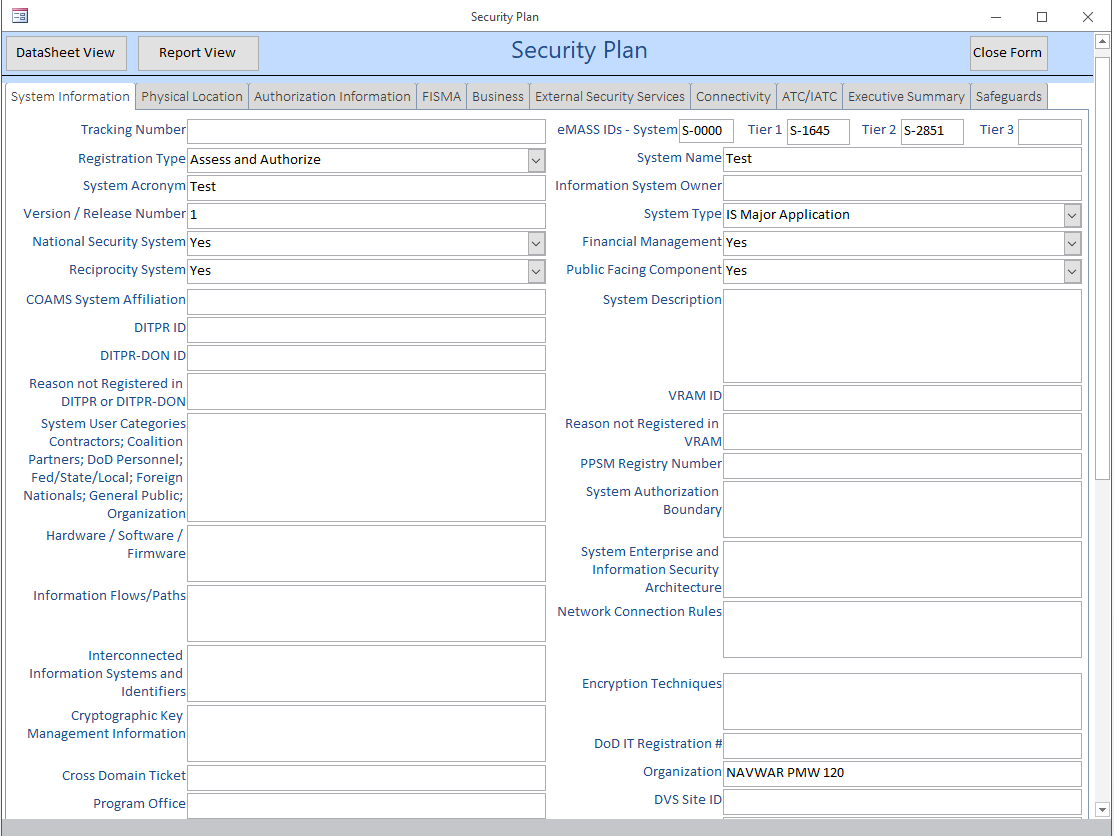 Security Plan
DataSheet View
Report View
Security Plan
Close Form
System Information
Physical Location
Authorization Information
FISMA
Business
External Security Services
Connectivity
ATC/IATC
Executive Summary
Safeguards
Tracking Number
eMASS IDs - System S-0000 Tier 1 S-1645 Tier 2 S-2851 Tier 3
Registration Type Assess and Authorize
System Name Test
System Acronym Test
Information System Owner
Version / Release Number 1
System Type IS Major Application
National Security System Yes
Financial Management Yes
Reciprocity System Yes
Public Facing Component Yes
COAMS System Affiliation
System Description
DITPR ID
DITPR-DON ID
Reason not Registered in
DITPR or DITPR-DON
VRAM ID
System User Categories
Contractors; Coalition
Partners; DoD Personnel;
Fed/State/Local; Foreign
Nationals; General Public;
Organization
Reason not Registered in
VRAM
PPSM Registry Number
System Authorization
Boundary
Hardware / Software /
Firmware
System Enterprise and
Information Security
Architecture
Information Flows/Paths
Network Connection Rules
Interconnected
Information Systems and
Identifiers
Encryption Techniques
Cryptographic Key
Management Information
DoD IT Registration #
Cross Domain Ticket
Organization NAVWAR PMW 120
Program Office
DVS Site ID